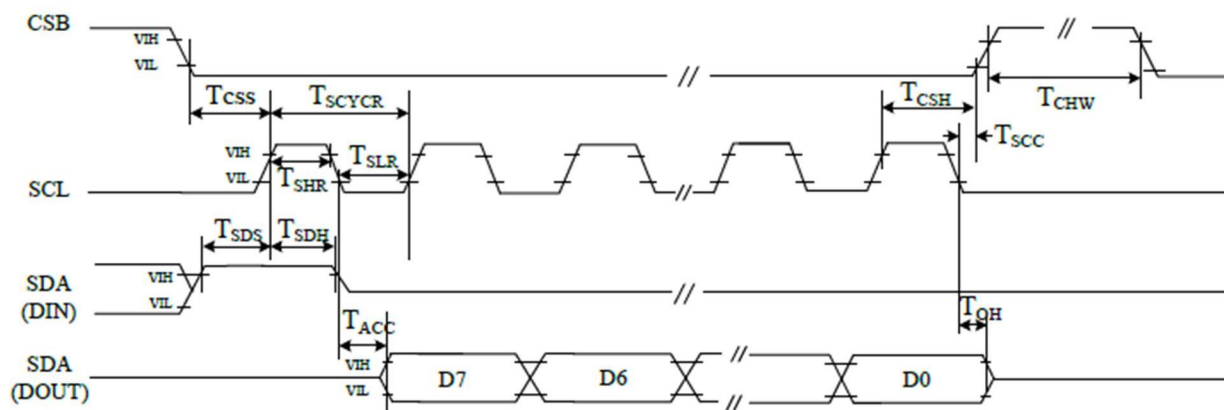 CSB
VIH
VIL
//
//
TCSS
TSCYCR
TCSH
TCHW
TSCC
SCL
VIH
VIL
TSHR
TSLR
//
TSDS
TSDH
SDA
(DIN)
VIH
VIL
//
TOH
TACC
SDA
(DOUT)
VIH
VIL
D7
D6
//
//
D0